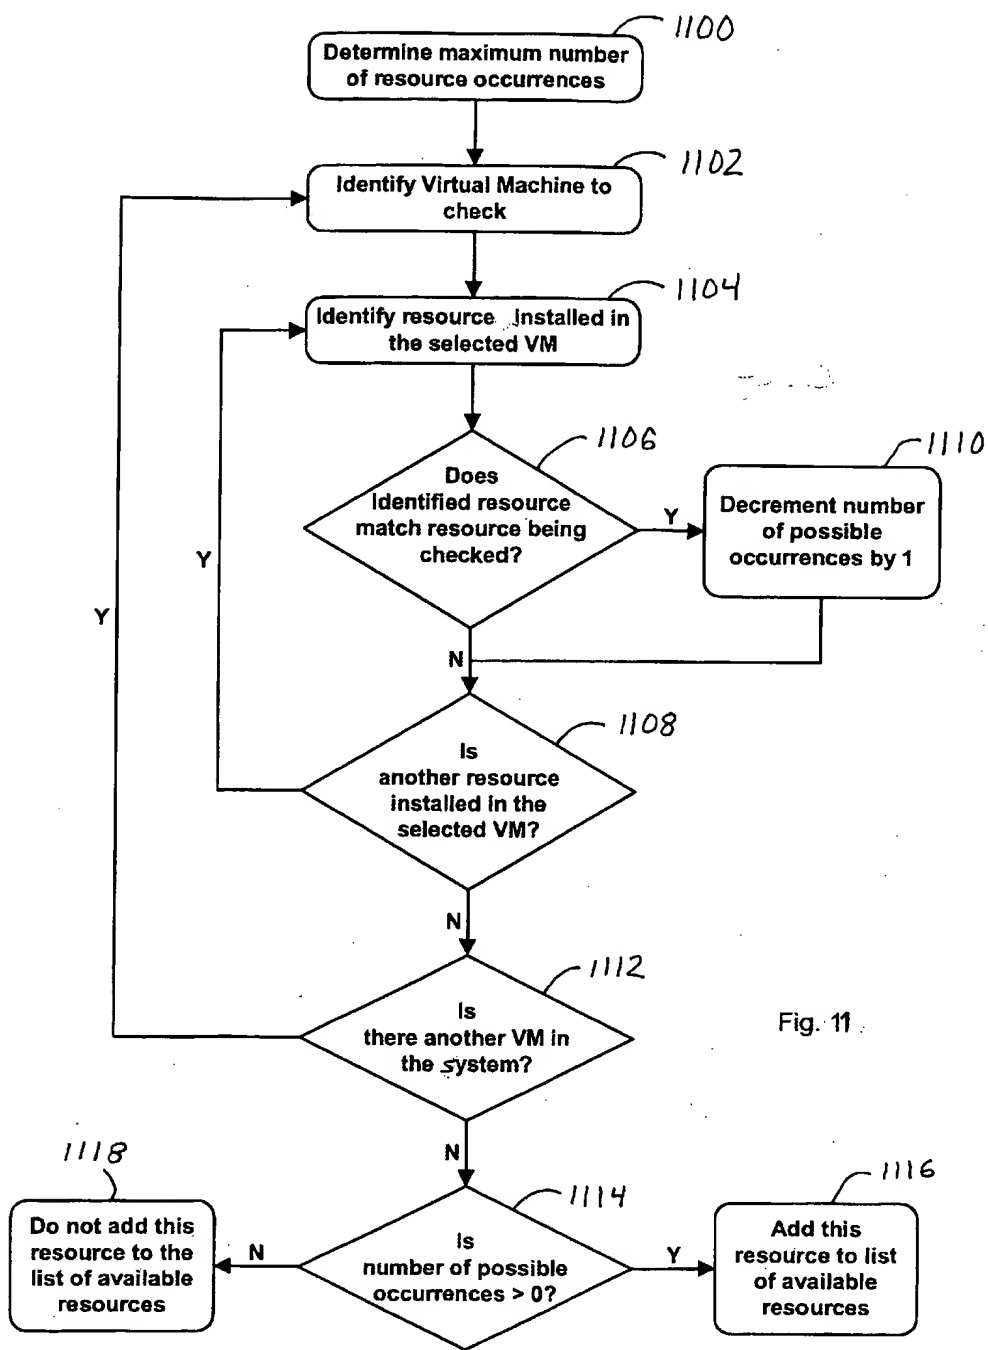 1100
Determine maximum number
of resource occurrences
1102
Identify Virtual Machine to
check
1104
Identify resource installed in
the selected VM
1106
Does
Identified resource
match resource being
checked?
Y
1110
Decrement number
of possible
occurrences by 1
Y
Y
N
1108
Is
another resource
installed in the
selected VM?
N
1112
Is
there another VM in
the system?
Fig. 11
N
1118
Do not add this
resource to the
list of available
resources
N
1114
Is
number of possible
occurrences > 0?
Y
1116
Add this
resource to list
of available
resources